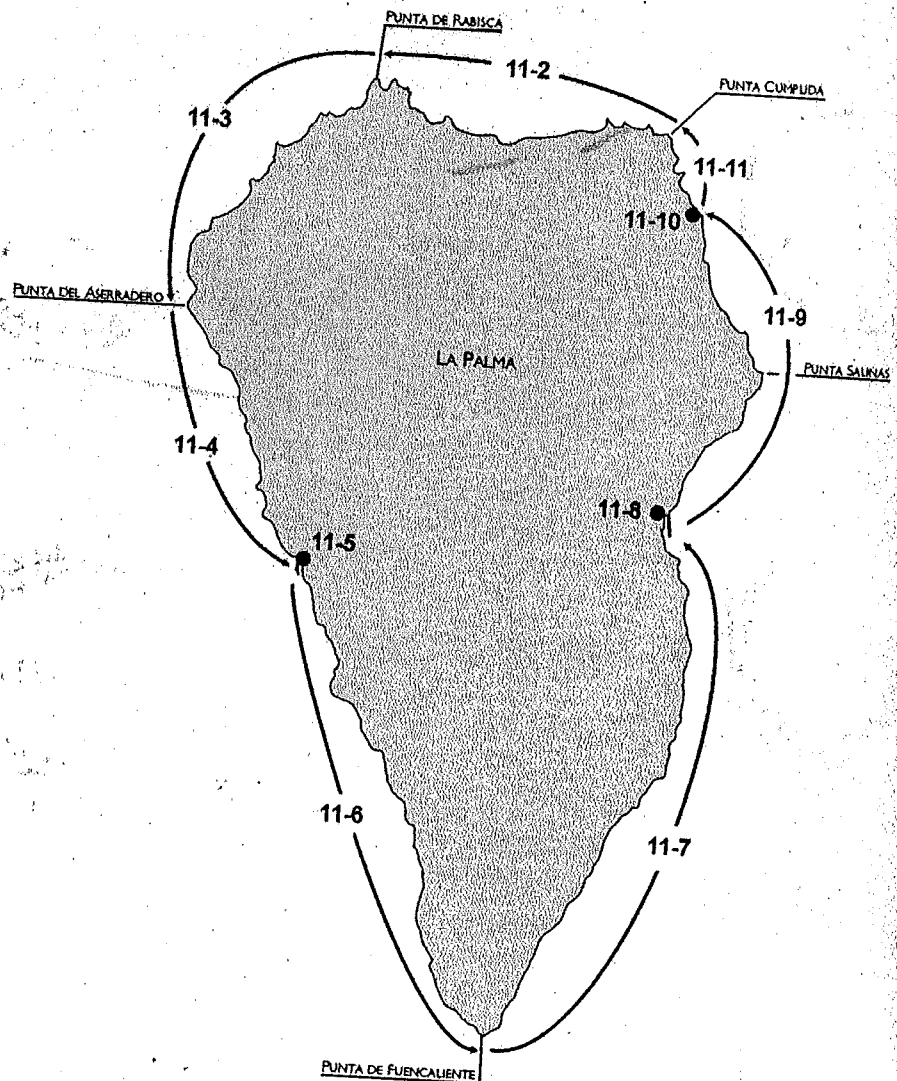 PUNTA DE RABISCA
11-2
PUNTA CUMPLIDA
11-3
11-11
11-10
PUNTA DEL ASERRADERO
11-9
LA PALMA
PUNTA SALINAS
11-4
11-8
11-5
11-6
11-7
PUNTA DE FUENCALIENTE